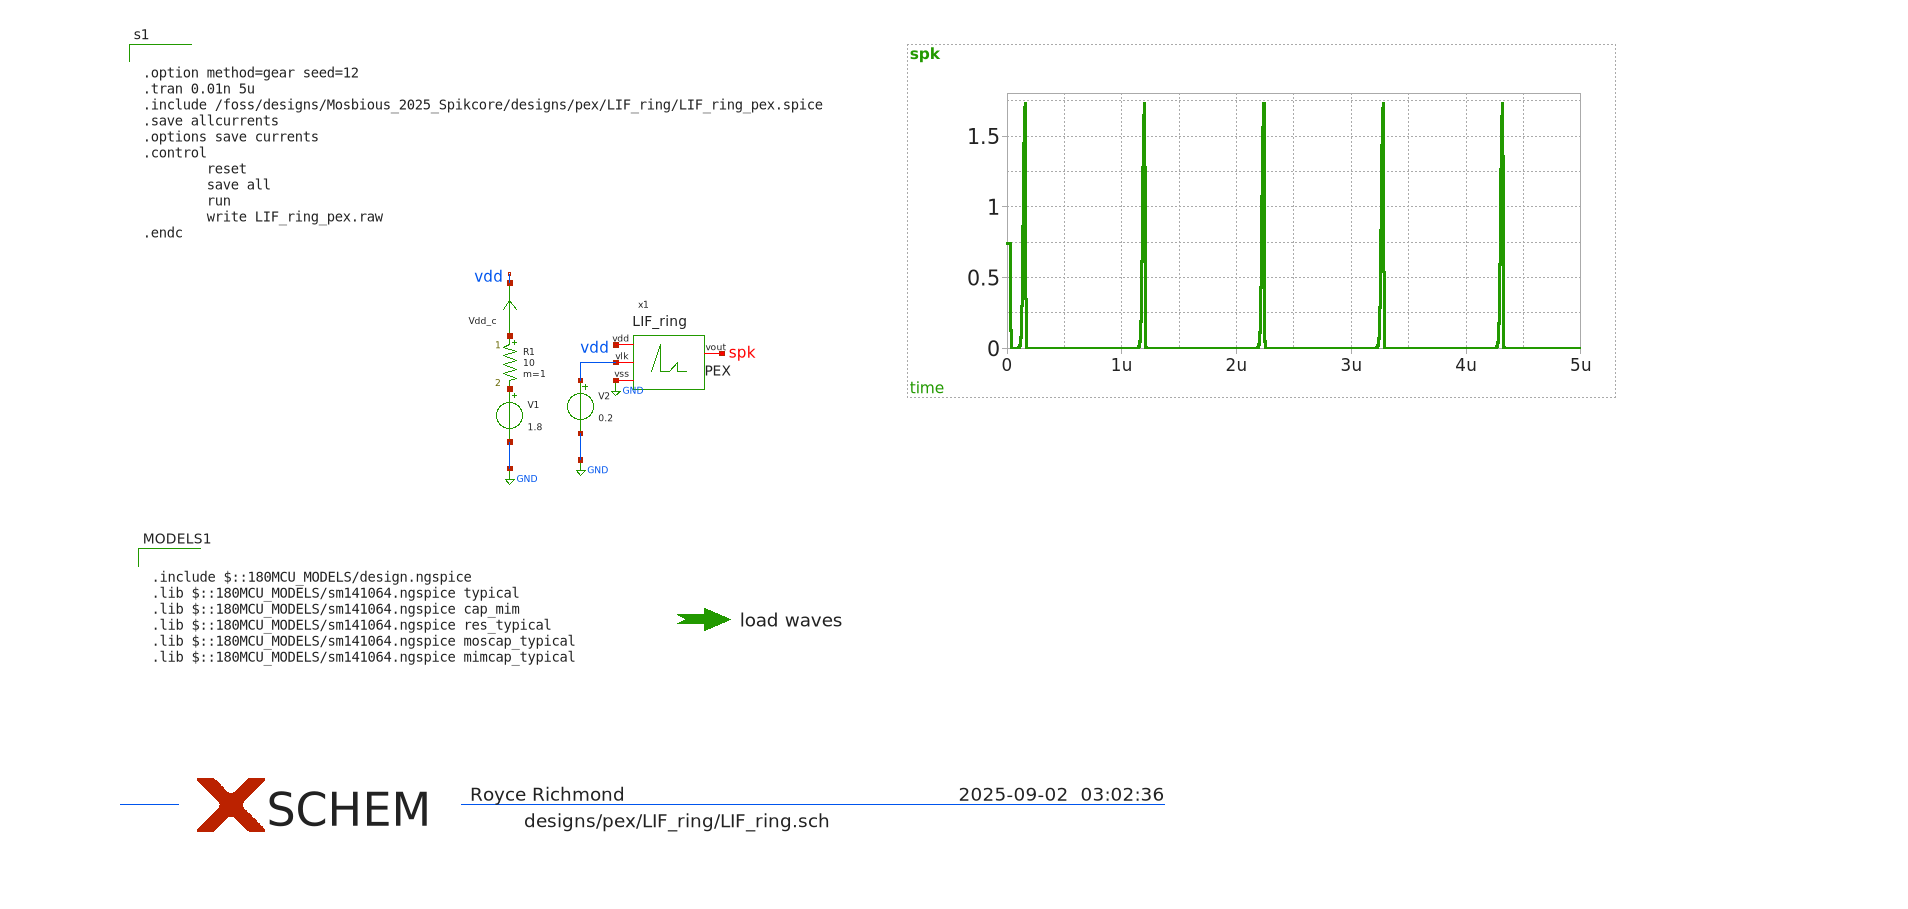 s1
.option method=gear seed=12
.tran 0.01n 5u
.include /foss/designs/Mosbious_2025_Spikcore/designs/pex/LIF_ring/LIF_ring_pex.spice
.save allcurrents
.options save currents
.control
reset
save all
run
write LIF_ring_pex.raw
.endc
spk
1.5
1
0.5
0
0
1u
2u
3u
4u
5u
time
vdd
Vdd_c
1
+
R1
10
m=1
2
+
V1
1.8
GND
x1
LIF_ring
vdd
vdd
vlk
vss
GND
vout
spk
PEX
+
V2
0.2
GND
MODELS1
.include $::180MCU_MODELS/design.ngspice
.lib $::180MCU_MODELS/sm141064.ngspice typical
.lib $::180MCU_MODELS/sm141064.ngspice cap_mim
.lib $::180MCU_MODELS/sm141064.ngspice res_typical
.lib $::180MCU_MODELS/sm141064.ngspice moscap_typical
.lib $::180MCU_MODELS/sm141064.ngspice mimcap_typical
load waves
XSCHEM
Royce Richmond
2025-09-02 03:02:36
designs/pex/LIF_ring/LIF_ring.sch